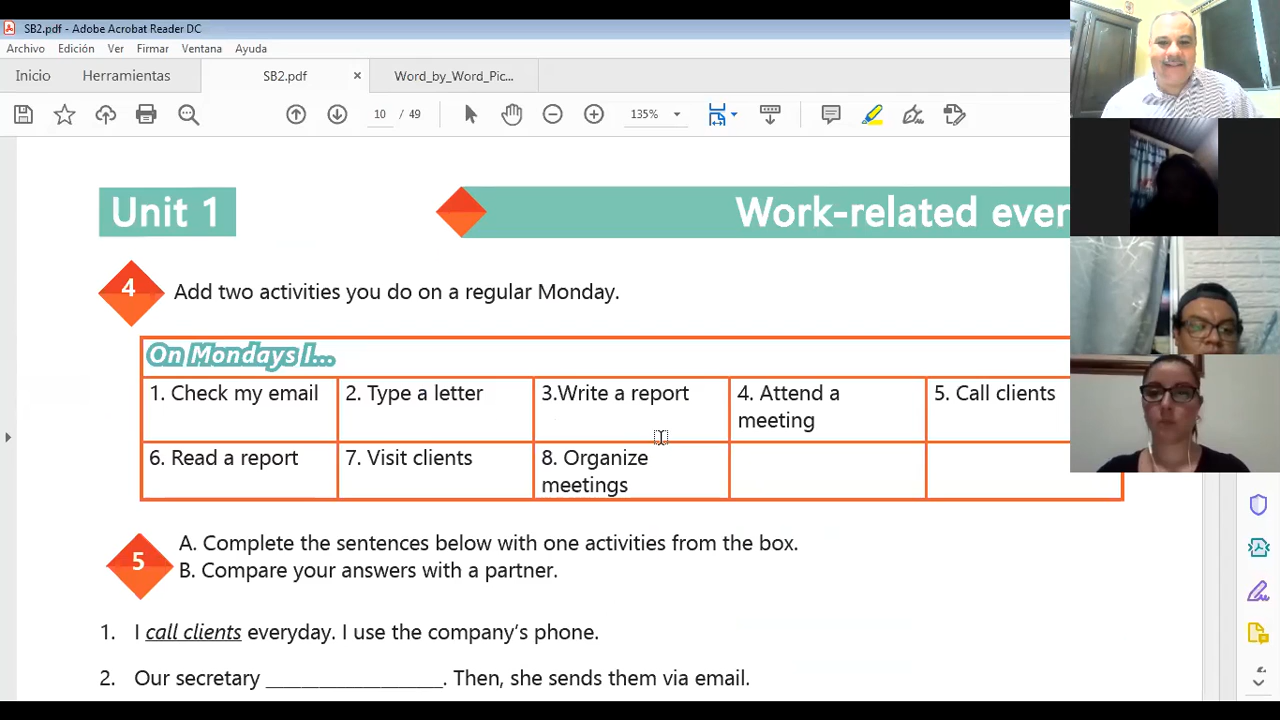 SB2.pdf - Adobe Acrobat Reader DC
Archivo Edición Ver Firmar Ventana Ayuda
Inicio Herramientas SB2.pdf × Word_by_Word_Pic...
10 / 49 135%
Unit 1 Work-related even
4 Add two activities you do on a regular Monday.
On Mondays I...
1. Check my email 2. Type a letter 3.Write a report 4. Attend a meeting 5. Call clients
6. Read a report 7. Visit clients 8. Organize meetings
5 A. Complete the sentences below with one activities from the box.
B. Compare your answers with a partner.
1. I call clients everyday. I use the company's phone.
2. Our secretary ____________________. Then, she sends them via email.